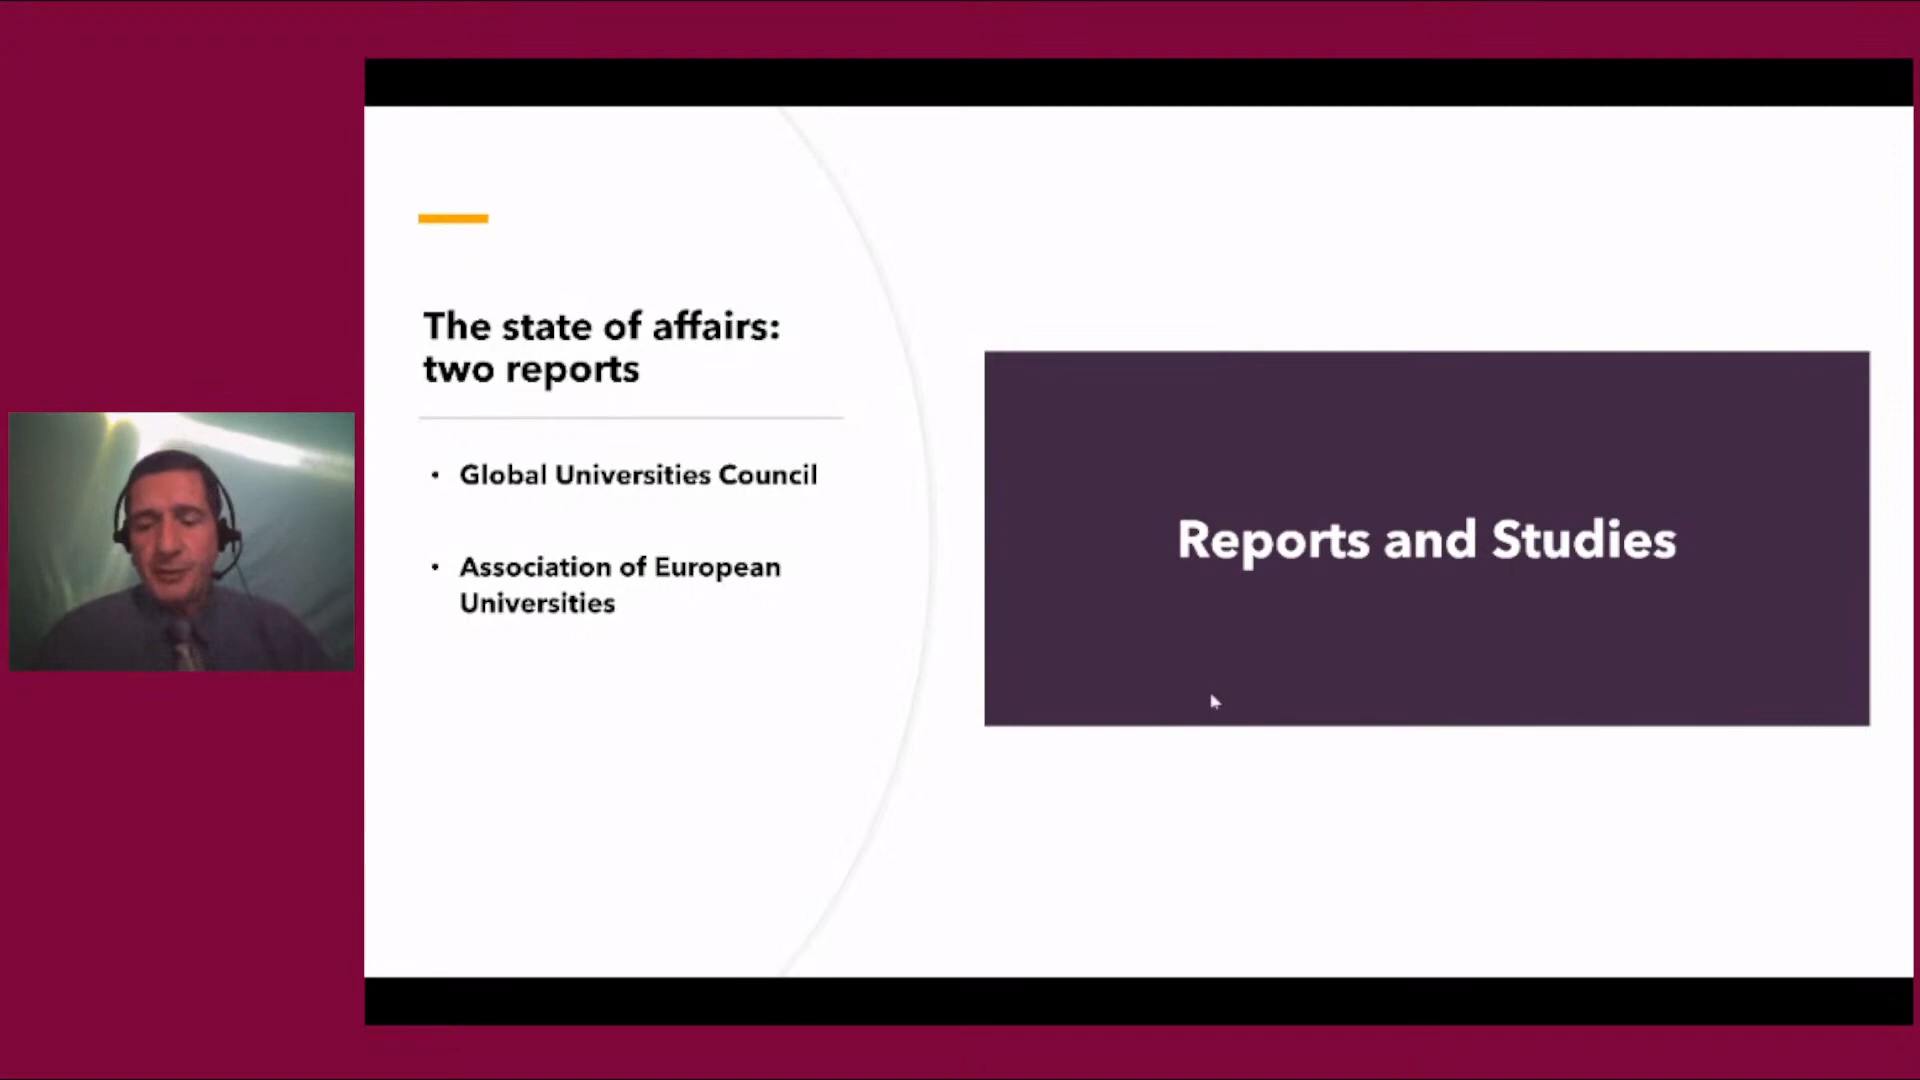 The state of affairs:
two reports
• Global Universities Council
• Association of European
Universities
Reports and Studies